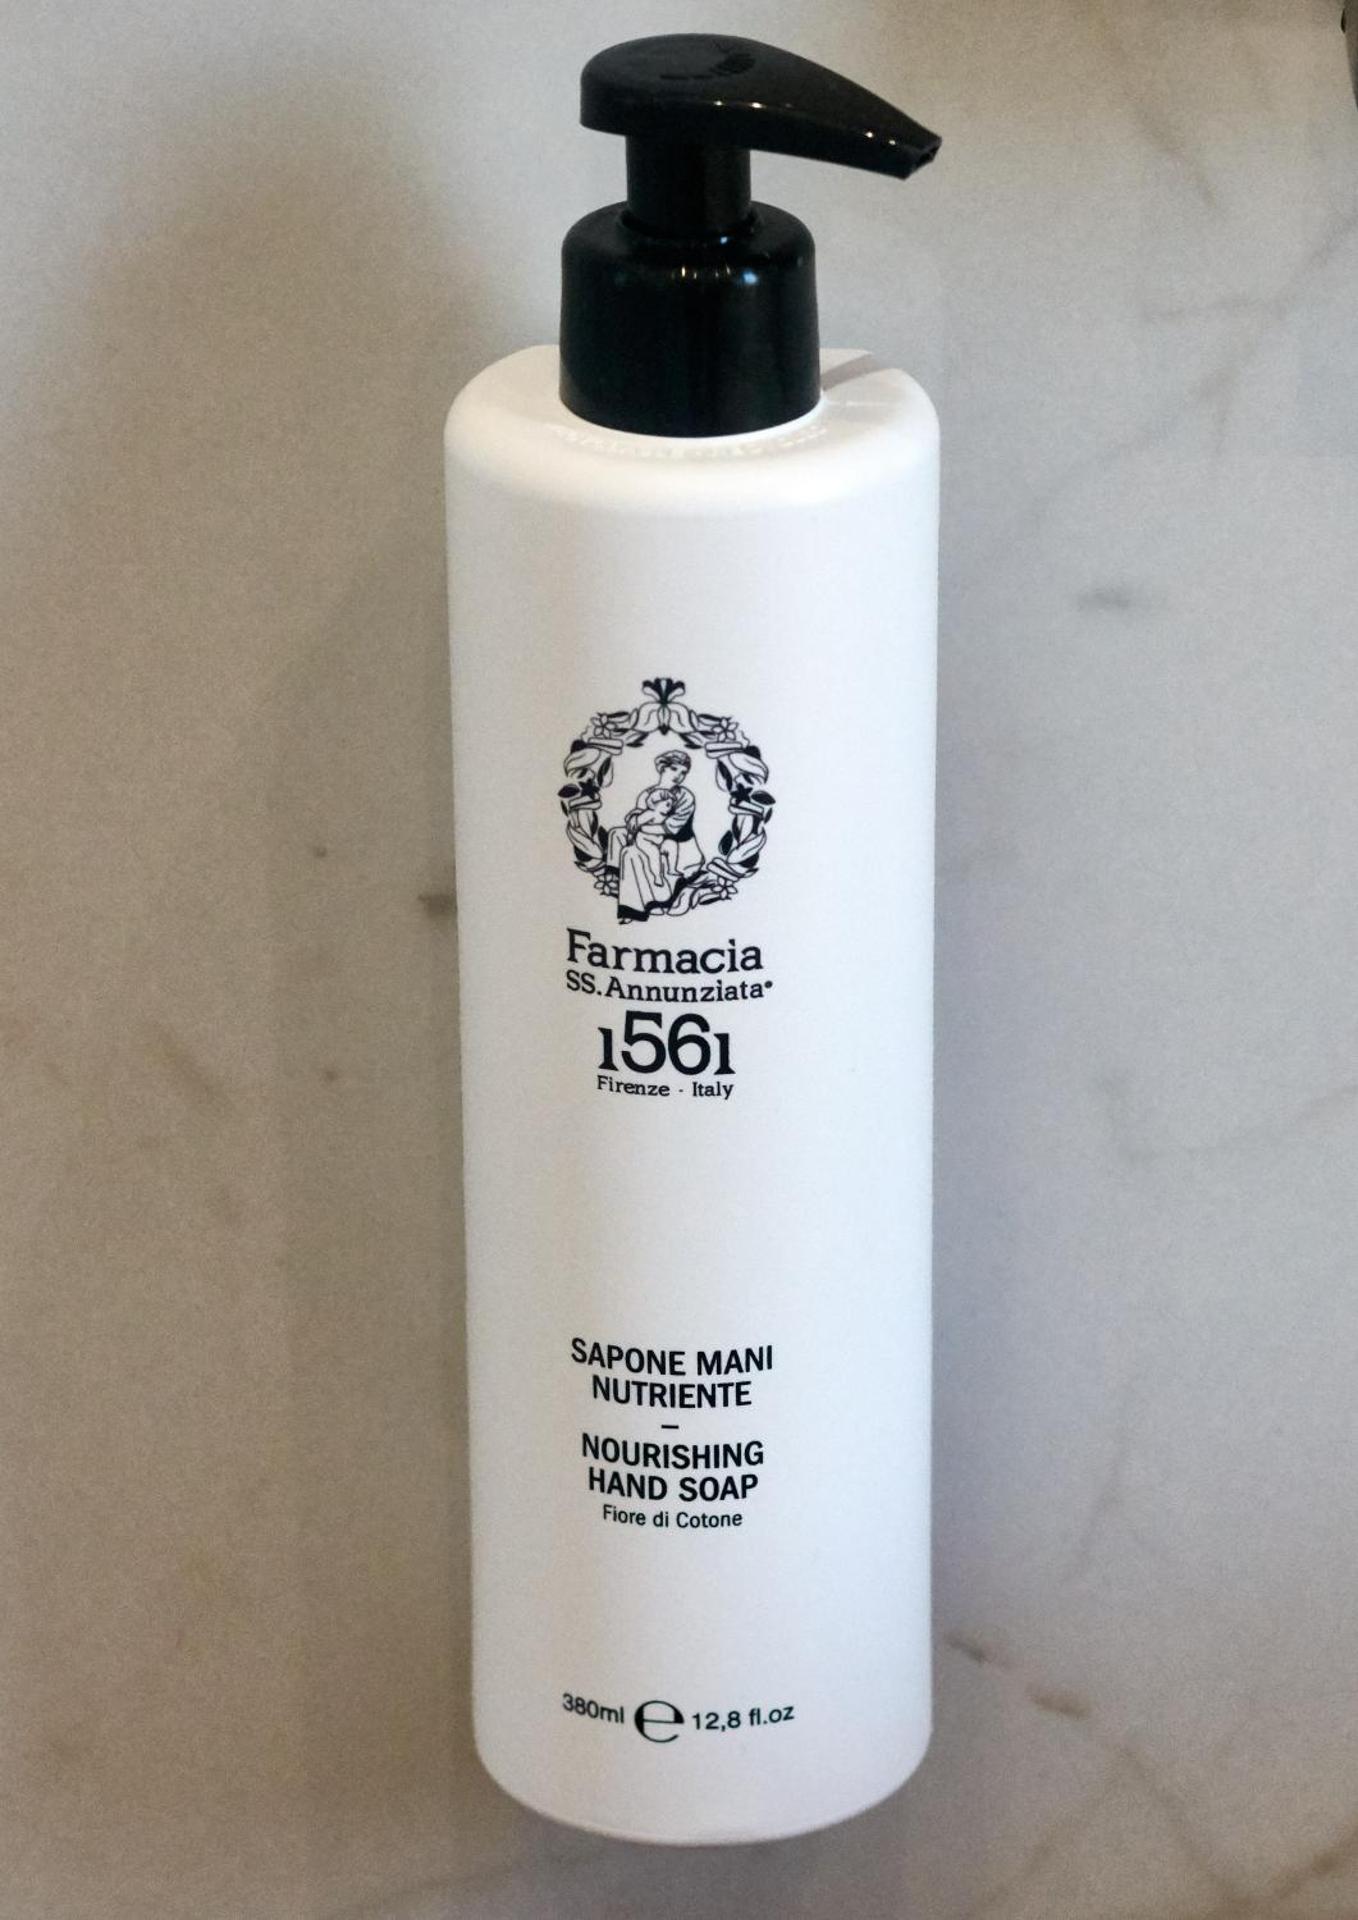 Farmacia
SS.Annunziata®
1561
Firenze - Italy
SAPONE MANI
NUTRIENTE
–
NOURISHING
HAND SOAP
Fiore di Cotone
380ml ℮ 12,8 fl.oz